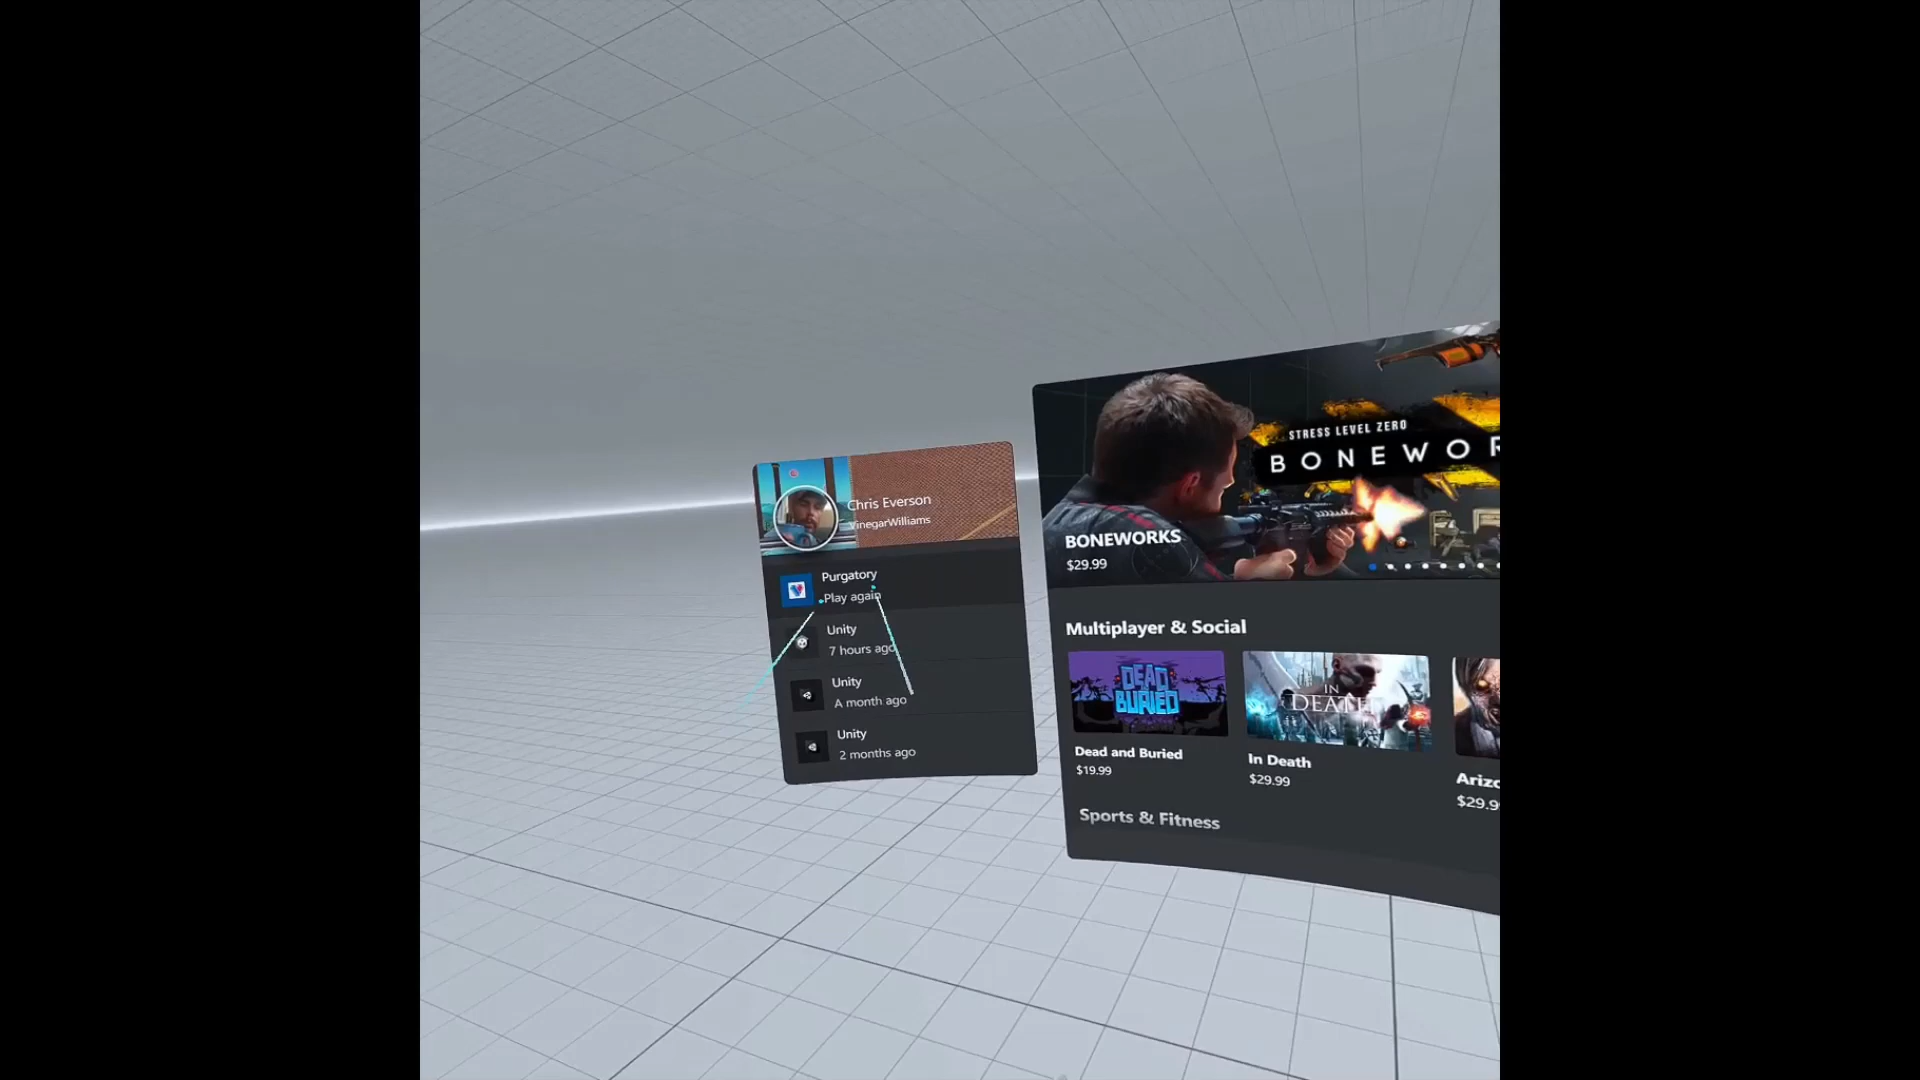 Chris Everson
VinegarWilliams
Purgatory
Play again
Unity
7 hours ago
Unity
A month ago
Unity
2 months ago
STRESS LEVEL ZERO
BONEWOR
BONEWORKS
$29.99
Multiplayer & Social
DEAD
BURIED
Dead and Buried
$19.99
IN
DEATH
In Death
$29.99
Arizo
$29.9
Sports & Fitness